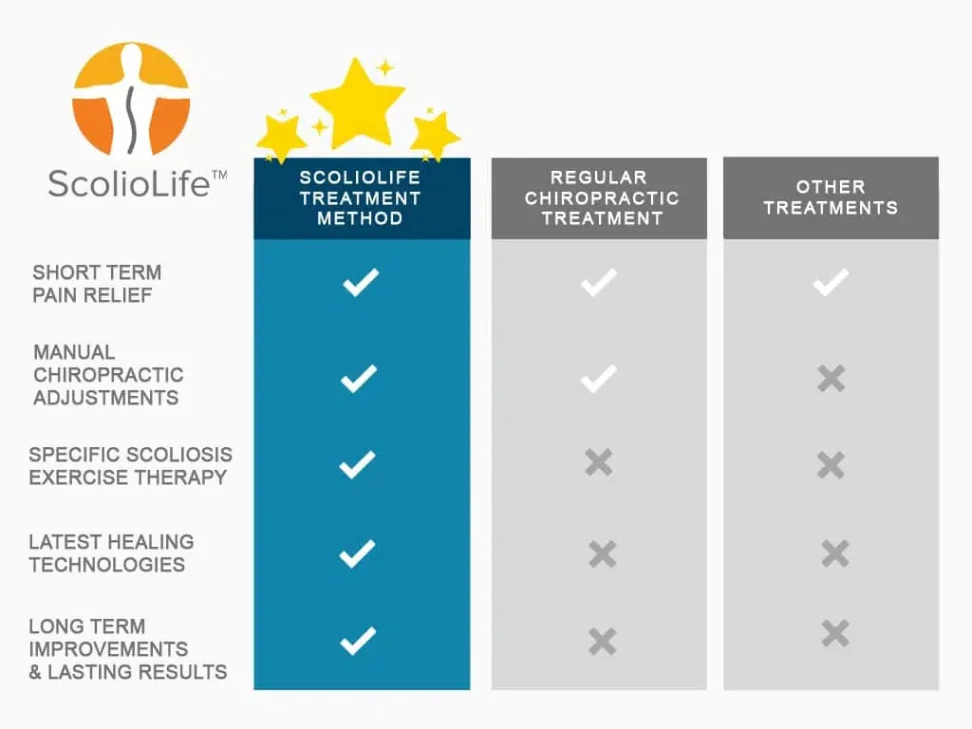 ScolioLife™
SCOLIOLIFE
TREATMENT
METHOD
REGULAR
CHIROPRACTIC
TREATMENT
OTHER
TREATMENTS
SHORT TERM
PAIN RELIEF
MANUAL
CHIROPRACTIC
ADJUSTMENTS
SPECIFIC SCOLIOSIS
EXERCISE THERAPY
LATEST HEALING
TECHNOLOGIES
LONG TERM
IMPROVEMENTS
& LASTING RESULTS